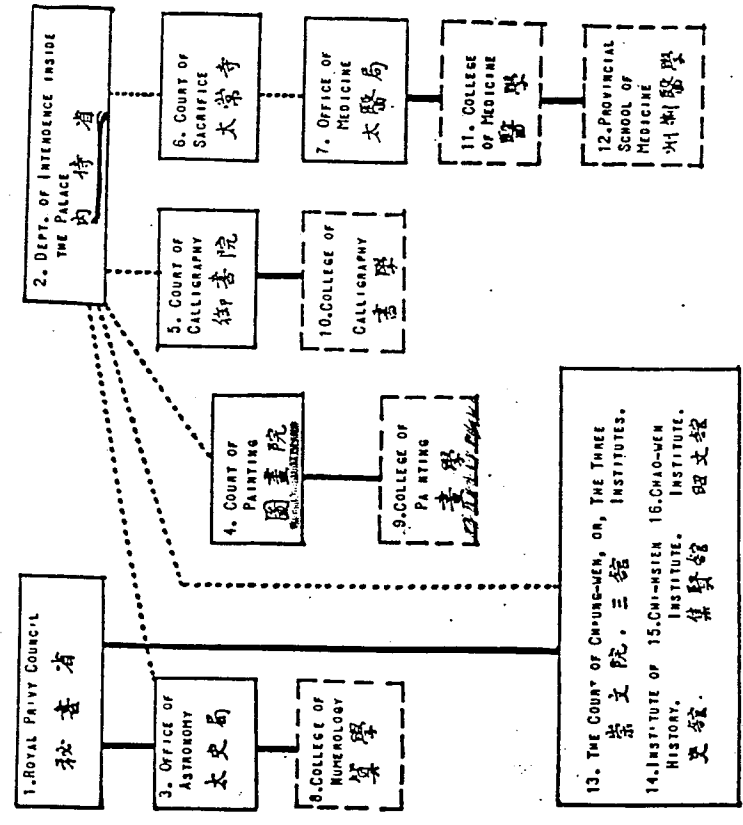 1.ROYAL PRIVY COUNCIL
秘書省
2. DEPT. OF INTENDENCE INSIDE
THE PALACE
内侍省
3. OFFICE OF
ASTRONOMY
太史局
4. COURT OF
PAINTING
圖畫院
5. COURT OF
CALLIGRAPHY
御書院
6. COURT OF
SACRIFICE
太常寺
7. OFFICE OF
MEDICINE
太醫局
8.COLLEGE OF
NUMEROLOGY
算學
9.COLLEGE OF
PAINTING
畫學
10.COLLEGE OF
CALLIGRAPHY
書學
11. COLLEGE
OF MEDICINE
醫學
12.PROVINCIAL
SCHOOL OF
MEDICINE
州縣醫學
13. THE COURT OF CH'UNG-WEN, OR, THE THREE
崇文院. 三館 INSTITUTES.
14.INSTITUTE OF 15.CHI-HSIEN 16.CHAO-WEN
HISTORY. INSTITUTE. INSTITUTE.
史館. 集賢館 昭文館